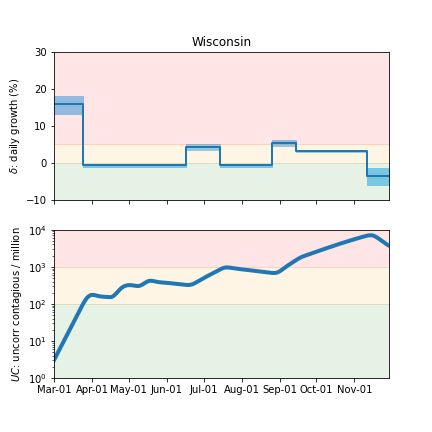 Wisconsin
δ: daily growth (%)
30
20
10
0
−10
UC: uncorr contagious / million
10⁴
10³
10²
10¹
10⁰
Mar-01 Apr-01 May-01 Jun-01 Jul-01 Aug-01 Sep-01 Oct-01 Nov-01